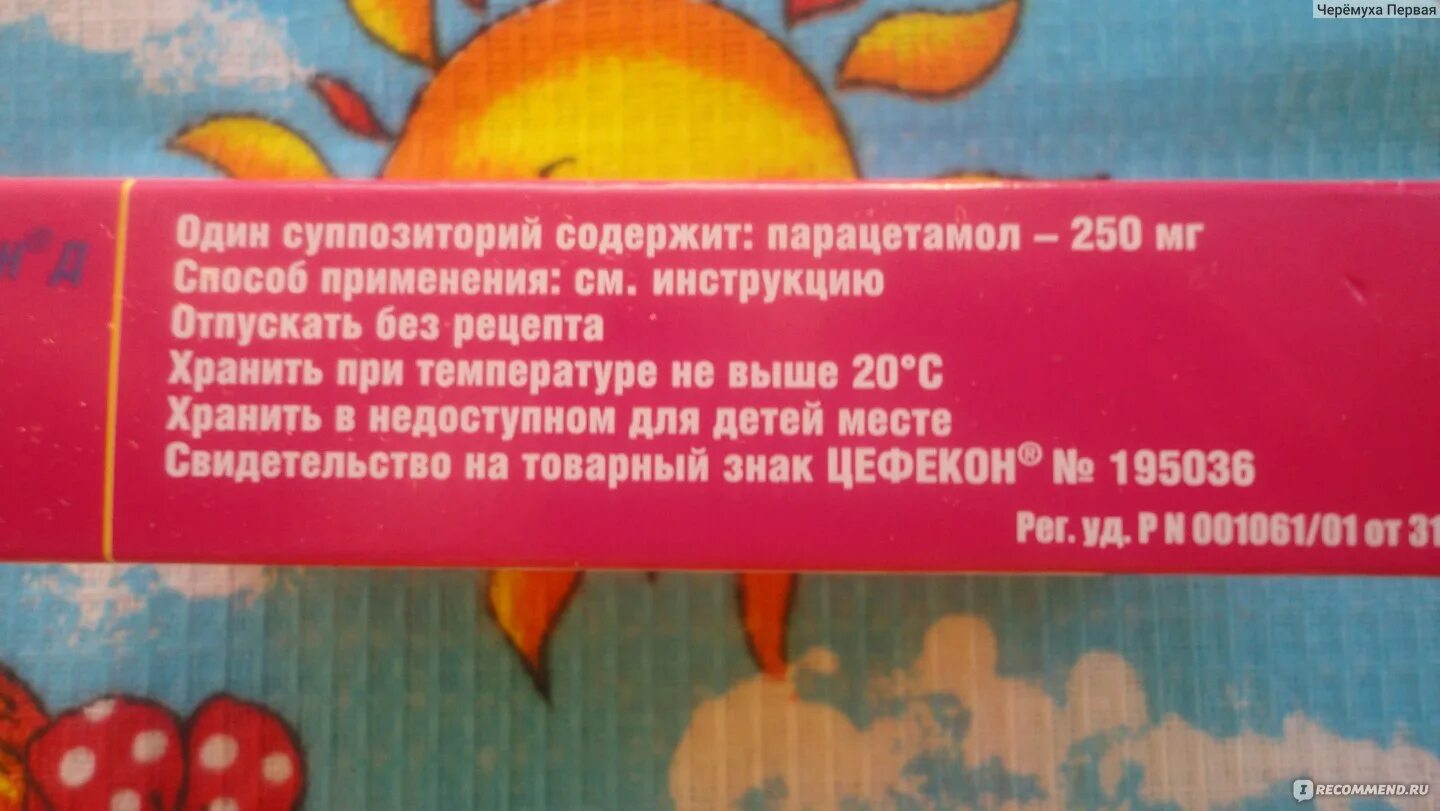 Черёмуха Первая
Н® Д
Один суппозиторий содержит: парацетамол – 250 мг
Способ применения: см. инструкцию
Отпускать без рецепта
Хранить при температуре не выше 20°С
Хранить в недоступном для детей месте
Свидетельство на товарный знак ЦЕФЕКОН® № 195036
Рег. уд. Р N 001061/01 от 31
IRECOMMEND.RU